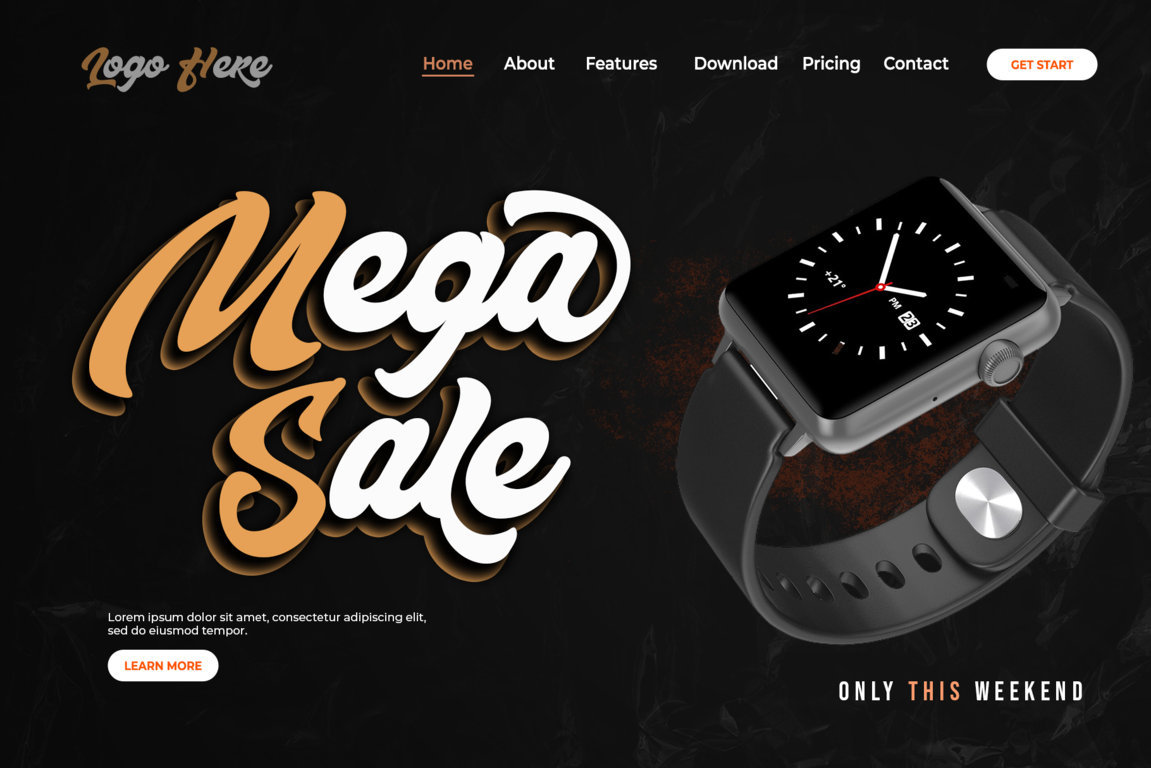 Logo Here
Home About Features Download Pricing Contact
GET START
Mega
Sale
+21°
PM
23
Lorem ipsum dolor sit amet, consectetur adipiscing elit,
sed do eiusmod tempor.
LEARN MORE
ONLY THIS WEEKEND